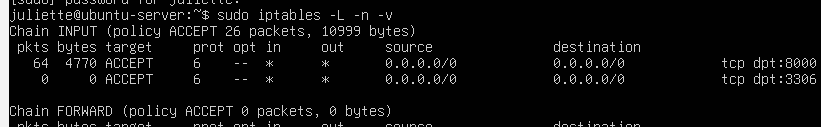 [sudo] password for juliette:
juliette@ubuntu-server:~$ sudo iptables -L -n -v
Chain INPUT (policy ACCEPT 26 packets, 10999 bytes)
 pkts bytes target     prot opt in     out     source               destination
   64  4770 ACCEPT     6    --  *      *       0.0.0.0/0            0.0.0.0/0            tcp dpt:8000
    0     0 ACCEPT     6    --  *      *       0.0.0.0/0            0.0.0.0/0            tcp dpt:3306

Chain FORWARD (policy ACCEPT 0 packets, 0 bytes)
 pkts bytes target     prot opt in     out     source               destination